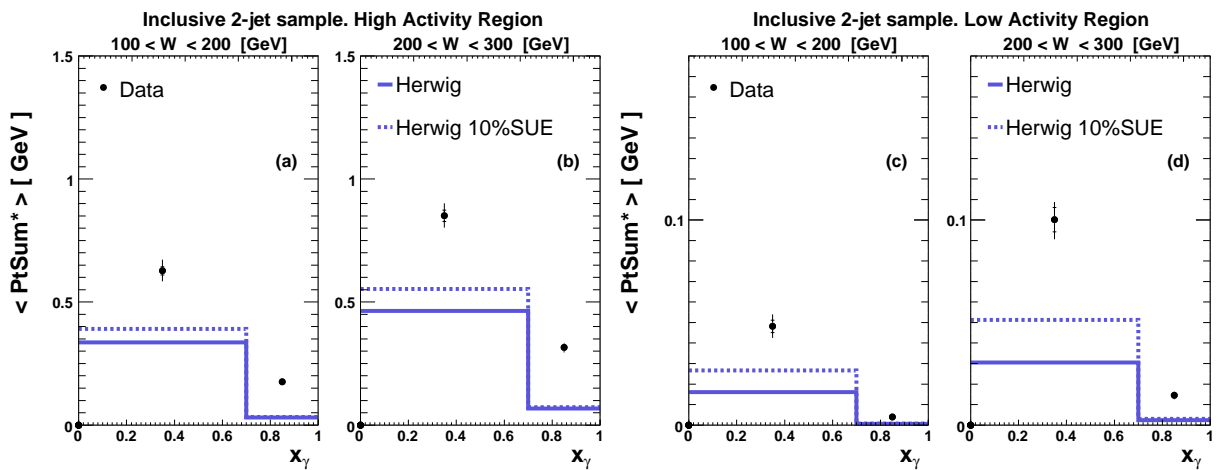 Inclusive 2-jet sample. High Activity Region
100 < W < 200 [GeV]
200 < W < 300 [GeV]
< PtSum* > [ GeV ]
1.5
1
0.5
0
Data
(a)
0 0.2 0.4 0.6 0.8 1
xγ
1.5
1
0.5
0
Herwig
Herwig 10%SUE
(b)
0 0.2 0.4 0.6 0.8 1
xγ
Inclusive 2-jet sample. Low Activity Region
100 < W < 200 [GeV]
200 < W < 300 [GeV]
< PtSum* > [ GeV ]
0.1
0
Data
(c)
0 0.2 0.4 0.6 0.8 1
xγ
0.1
0
Herwig
Herwig 10%SUE
(d)
0 0.2 0.4 0.6 0.8 1
xγ